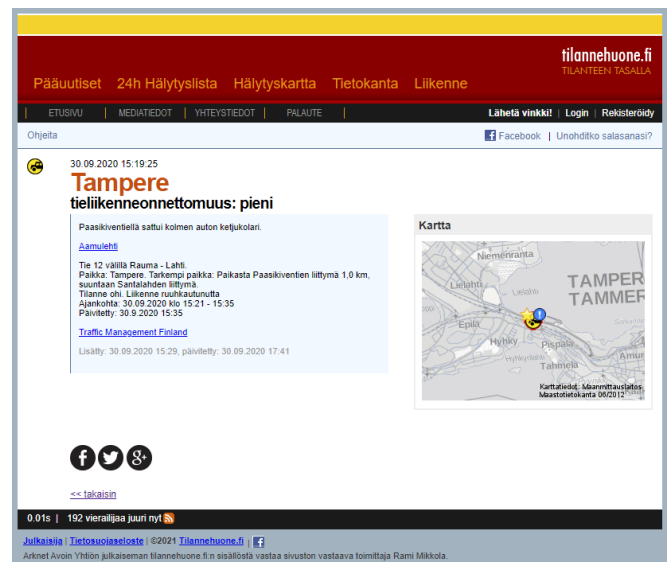 tilannehuone.fi
TILANTEEN TASALLA
Pääuutiset 24h Hälytyslista Hälytyskartta Tietokanta Liikenne
ETUSIVU | MEDIATIEDOT | YHTEYSTIEDOT | PALAUTE |
Lähetä vinkki! | Login | Rekisteröidy
Ohjeita
Facebook | Unohditko salasanasi?
30.09.2020 15:19:25
Tampere
tieliikenneonnettomuus: pieni
Paasikiventiellä sattui kolmen auton ketjukolari.
Aamulehti
Tie 12 välillä Rauma - Lahti.
Paikka: Tampere. Tarkempi paikka: Paikasta Paasikiventien liittymä 1,0 km,
suuntaan Santalahden liittymä.
Tilanne ohi. Liikenne ruuhkautunutta
Ajankohta: 30.09.2020 klo 15:21 - 15:35
Päivitetty: 30.9.2020 15:35
Traffic Management Finland
Lisätty: 30.09.2020 15:29, päivitetty: 30.09.2020 17:41
Kartta
Niemenranta
Lielahti
Lielahti
TAMPER
TAMMER
Epilä
Hyhky
Pispala
Hyhkynlahti
Tahmela
Amur
Karttatiedot: Maanmittauslaitos
Maastotietokanta 06/2012
<< takaisin
0.01s | 192 vierailijaa juuri nyt
Julkaisija | Tietosuojaseloste | ©2021 Tilannehuone.fi |
Arknet Avoin Yhtiön julkaiseman tilannehuone.fi:n sisällöstä vastaa sivuston vastaava toimittaja Rami Mikkola.